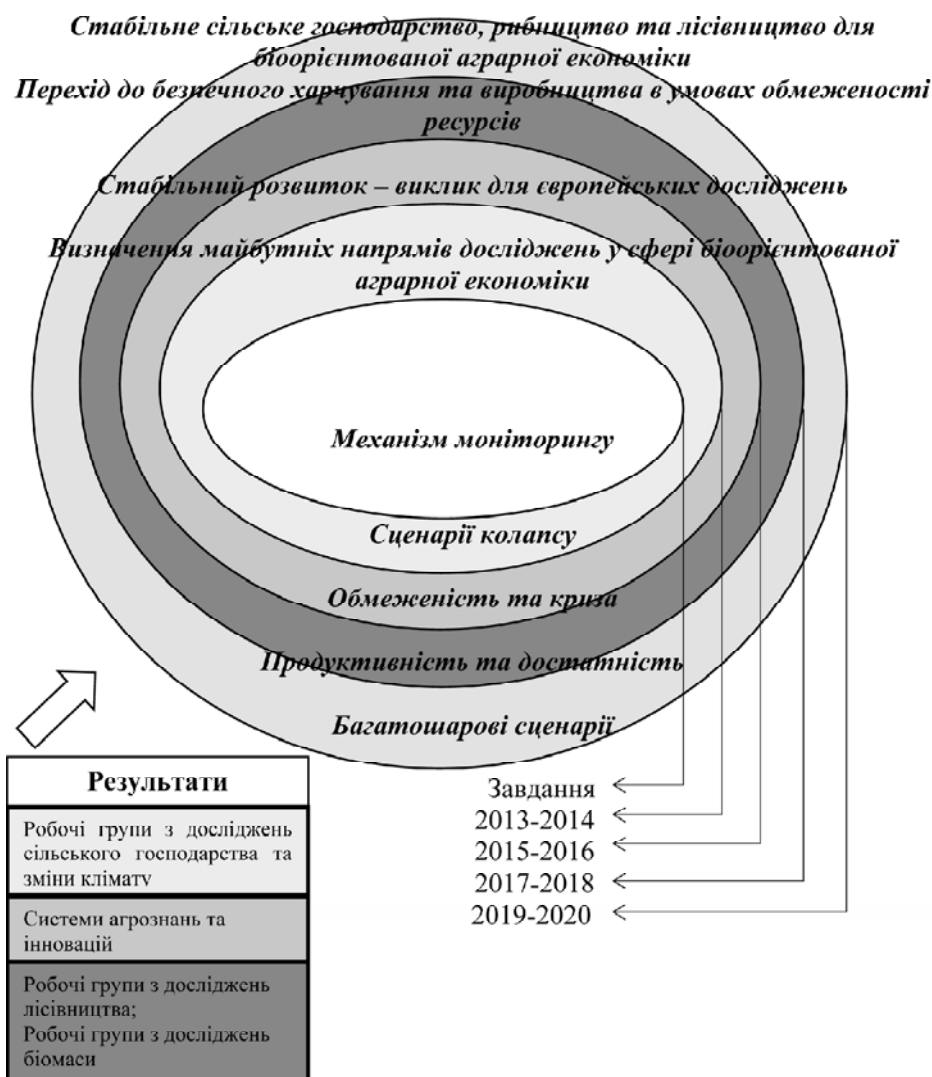 Стабільне сільське господарство, рибництво та лісівництво для
біоорієнтованої аграрної економіки
Перехід до безпечного харчування та виробництва в умовах обмеженості
ресурсів
Стабільний розвиток – виклик для європейських досліджень
Визначення майбутніх напрямів досліджень у сфері біоорієнтованої
аграрної економіки
Механізм моніторингу
Сценарії колапсу
Обмеженість та криза
Продуктивність та достатність
Багатошарові сценарії
Завдання
2013-2014
2015-2016
2017-2018
2019-2020
Результати
Робочі групи з досліджень
сільського господарства та
зміни клімату
Системи агрознань та
інновацій
Робочі групи з досліджень
лісівництва;
Робочі групи з досліджень
біомаси